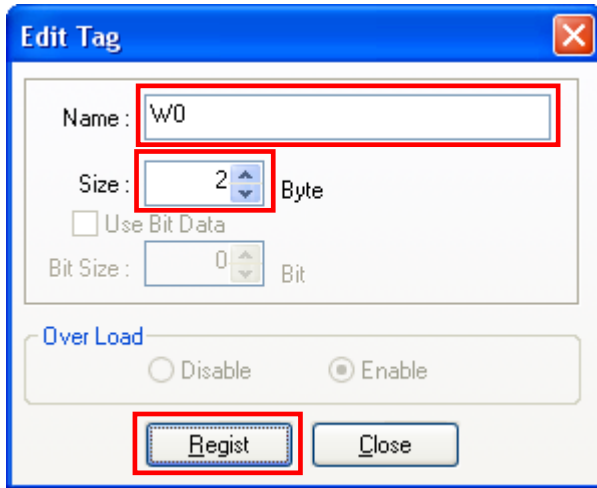 Edit Tag
Name : W0
Size : 2 Byte
Use Bit Data
Bit Size : 0 Bit
Over Load
Disable Enable
Regist Close